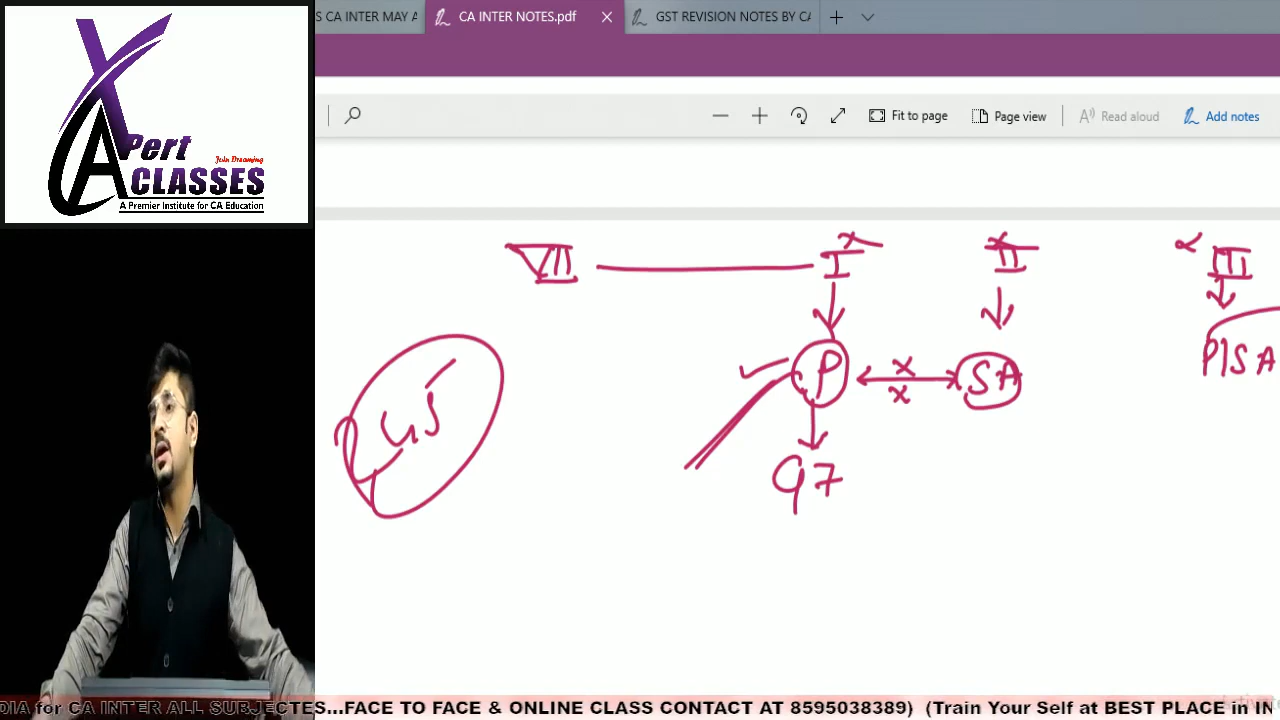 S CA INTER MAY A
CA INTER NOTES.pdf
GST REVISION NOTES BY CA
XPert
Join Dreaming
CA CLASSES
A Premier Institute for CA Education
Fit to page
Page view
Read aloud
Add notes
VII I x II x III
P x x SA PISA
45
97
DIA for CA INTER ALL SUBJECTES...FACE TO FACE & ONLINE CLASS CONTACT AT 8595038389) (Train Your Self at BEST PLACE in IN